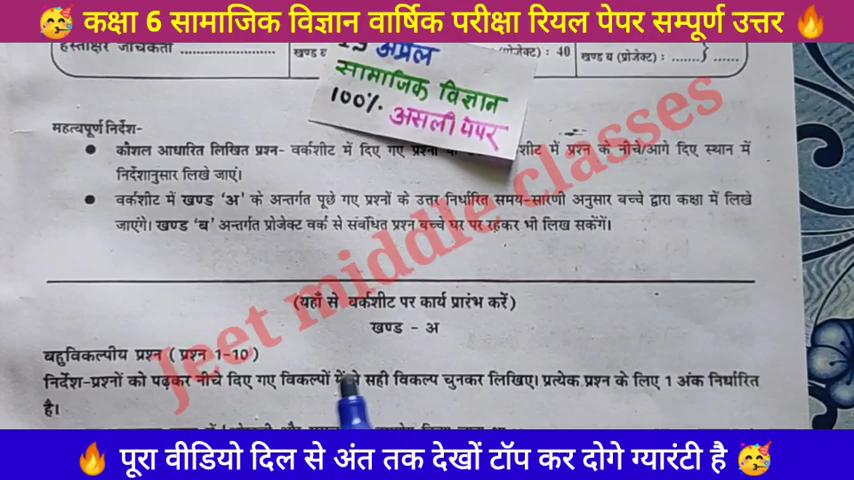 🥳 कक्षा 6 सामाजिक विज्ञान वार्षिक परीक्षा रियल पेपर सम्पूर्ण उत्तर 🔥
हस्ताक्षर जांचकर्ता ........................
(प्रोजेक्ट) : 40
खण्ड ब (प्रोजेक्ट) : .......} ......
अप्रैल
सामाजिक विज्ञान
100%. असली पेपर
महत्वपूर्ण निर्देश-
● कौशल आधारित लिखित प्रश्न- वर्कशीट में दिए गए प्रश्नों शीट में प्रश्न के नीचे/आगे दिए स्थान में
निर्देशानुसार लिखे जाएं।
● वर्कशीट में खण्ड 'अ' के अन्तर्गत पूछे गए प्रश्नों के उत्तर निर्धारित समय-सारणी अनुसार बच्चे द्वारा कक्षा में लिखे
जाएंगे। खण्ड 'ब' अन्तर्गत प्रोजेक्ट वर्क से संबंधित प्रश्न बच्चे घर पर रहकर भी लिख सकेंगें।
Jeet middle classes
(यहाँ से वर्कशीट पर कार्य प्रारंभ करें)
खण्ड - अ
बहुविकल्पीय प्रश्न ( प्रश्न 1-10 )
निर्देश-प्रश्नों को पढ़कर नीचे दिए गए विकल्पों में से सही विकल्प चुनकर लिखिए। प्रत्येक प्रश्न के लिए 1 अंक निर्धारित
है।
🔥 पूरा वीडियो दिल से अंत तक देखों टॉप कर दोगे ग्यारंटी है 🥳